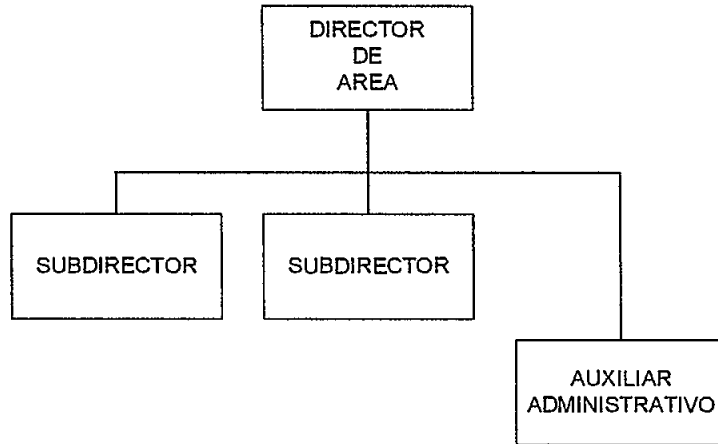 DIRECTOR
DE
AREA
SUBDIRECTOR
SUBDIRECTOR
AUXILIAR
ADMINISTRATIVO